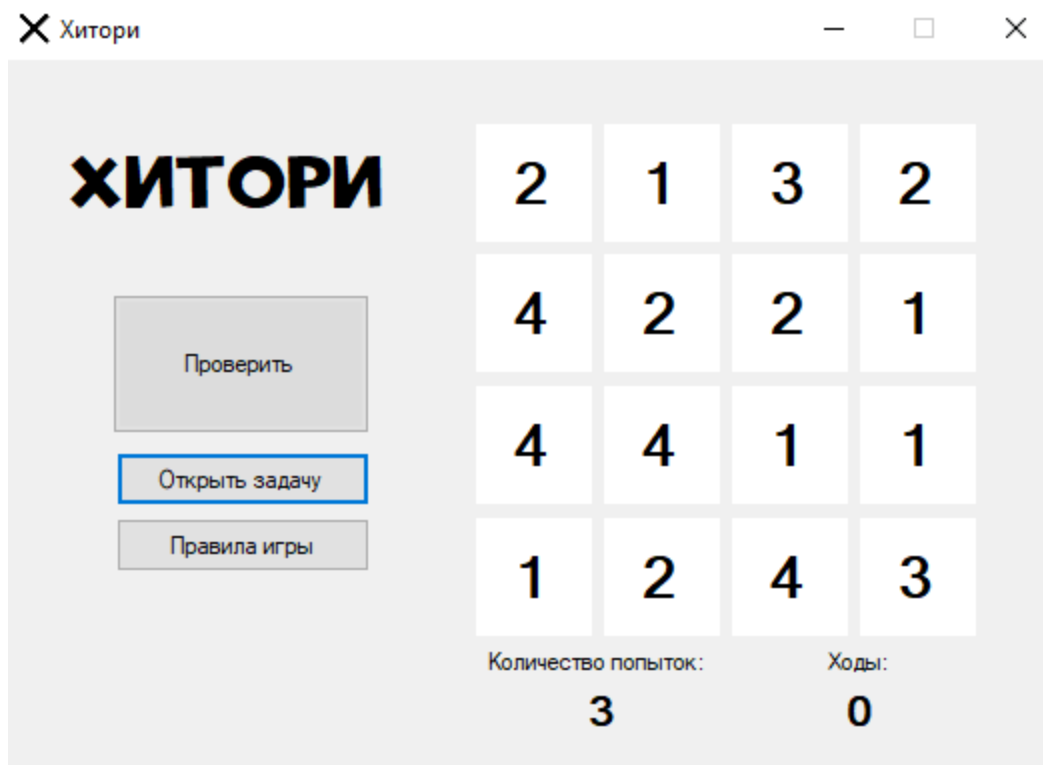 Хитори
ХИТОРИ
2 1 3 2
4 2 2 1
4 4 1 1
1 2 4 3
Проверить
Открыть задачу
Правила игры
Количество попыток: Ходы:
3 0